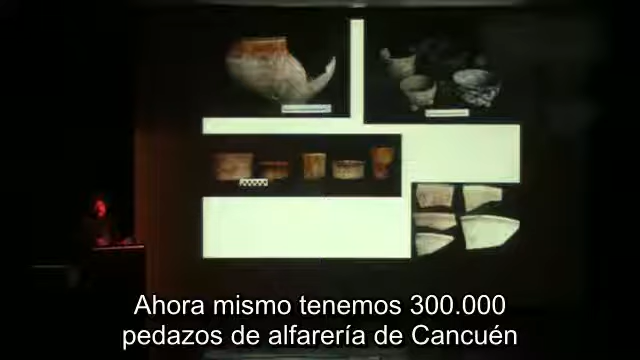 Ahora mismo tenemos 300.000
pedazos de alfarería de Cancuén